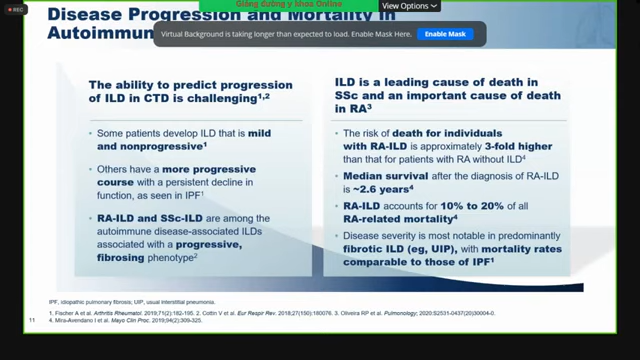 REC
Giảng đường y khoa Online
View Options
Disease Progression and Mortality in
Autoimmun
Virtual Background is taking longer than expected to load. Enable Mask Here.
Enable Mask
The ability to predict progression
of ILD in CTD is challenging1,2
• Some patients develop ILD that is mild
and nonprogressive1
• Others have a more progressive
course with a persistent decline in
function, as seen in IPF1
• RA-ILD and SSc-ILD are among the
autoimmune disease-associated ILDs
associated with a progressive,
fibrosing phenotype2
ILD is a leading cause of death in
SSc and an important cause of death
in RA3
• The risk of death for individuals
with RA-ILD is approximately 3-fold higher
than that for patients with RA without ILD4
• Median survival after the diagnosis of RA-ILD
is ~2.6 years4
• RA-ILD accounts for 10% to 20% of all
RA-related mortality4
• Disease severity is most notable in predominantly
fibrotic ILD (eg, UIP), with mortality rates
comparable to those of IPF1
IPF, idiopathic pulmonary fibrosis; UIP, usual interstitial pneumonia.
1. Fischer A et al. Arthritis Rheumatol. 2019;71(2):182-195. 2. Cottin V et al. Eur Respir Rev. 2018;27(150):180076. 3. Oliveira RP et al. Pulmonology; 2020:S2531-0437(20)30004-0.
11
4. Mira-Avendano I et al. Mayo Clin Proc. 2019;94(2):309-325.